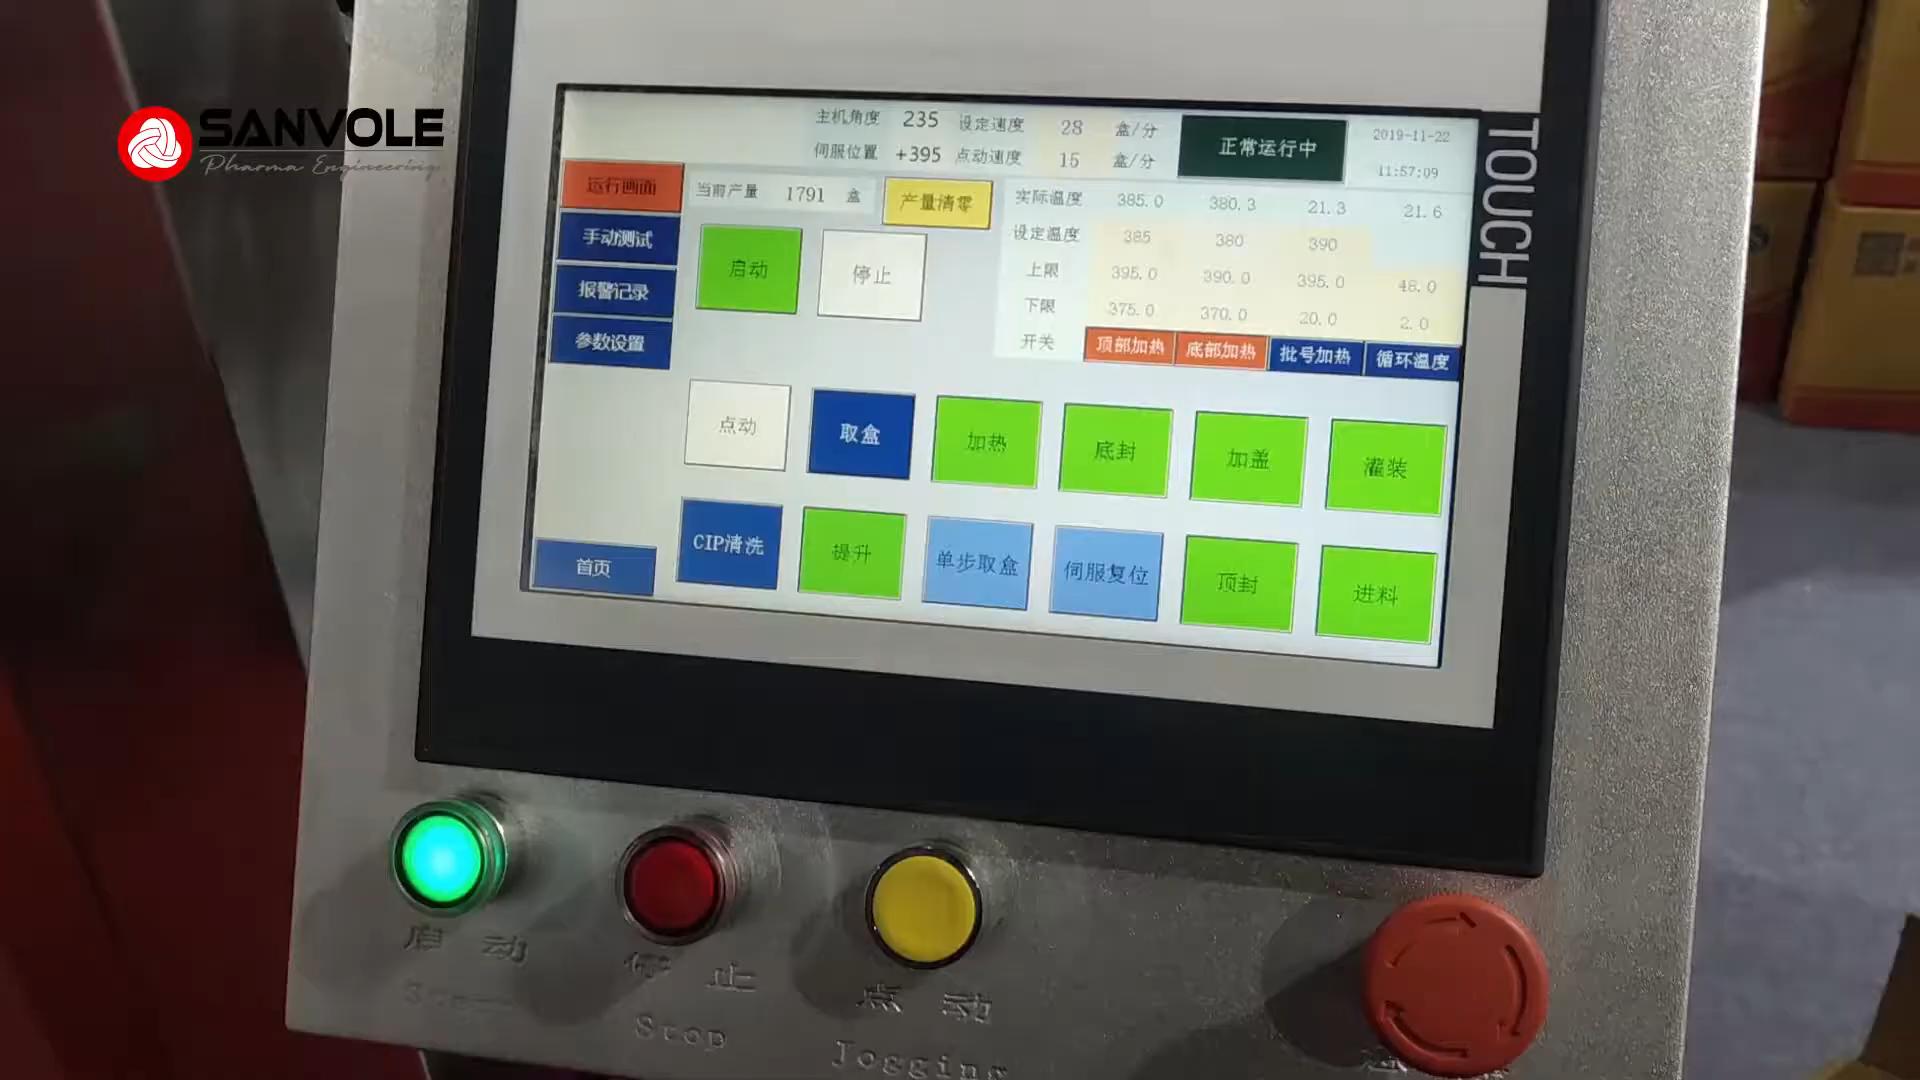 SANVOLE
Pharma Engineering
TOUCH
主机角度 235 设定速度 28 盒/分
伺服位置 +395 点动速度 15 盒/分
正常运行中
2019-11-22
11:57:09
运行画面
手动测试
报警记录
参数设置
首页
当前产量 1791 盒
产量清零
启动
停止
实际温度 385.0 380.3 21.3 21.6
设定温度 385 380 390
上限 395.0 390.0 395.0 48.0
下限 375.0 370.0 20.0 2.0
开关 顶部加热 底部加热 批号加热 循环温度
点动 取盒 加热 底封 加盖 灌装
CIP清洗 提升 单步取盒 伺服复位 顶封 进料
启动
停止
Stop
点动
Jogging